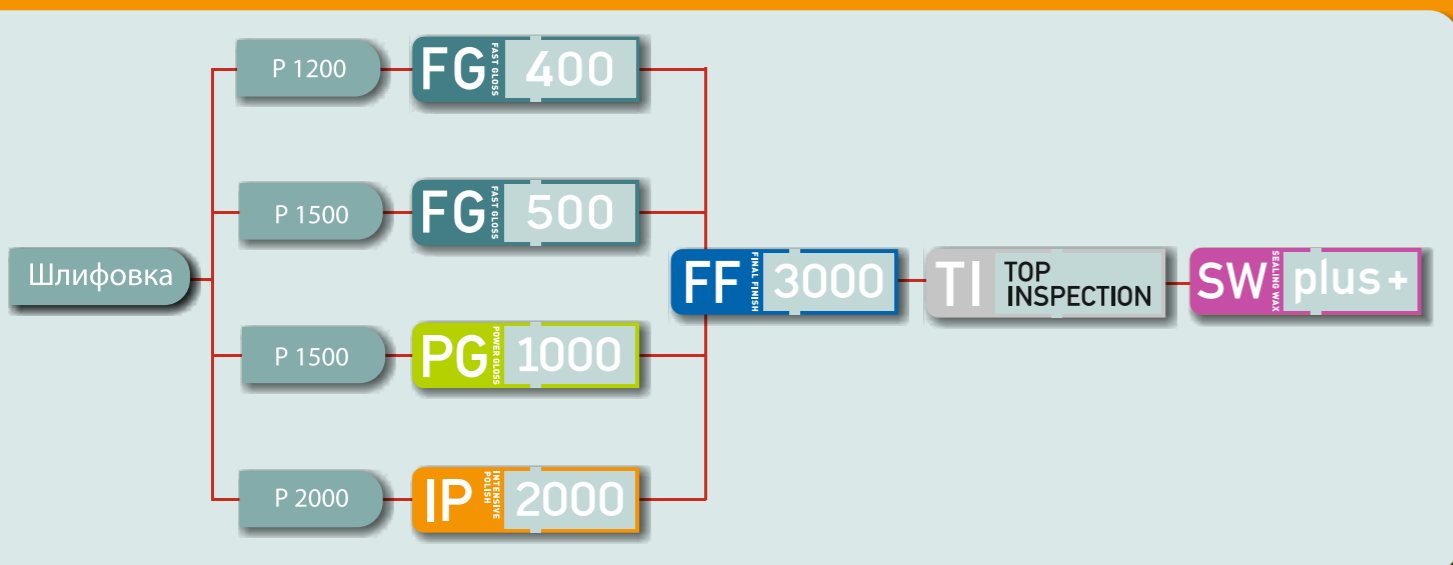 Шлифовка
P 1200
FG FAST GLOSS 400
P 1500
FG FAST GLOSS 500
P 1500
PG POWER GLOSS 1000
P 2000
IP INTENSIVE POLISH 2000
FF FINAL FINISH 3000
TI TOP INSPECTION
SW SEALING WAX plus+